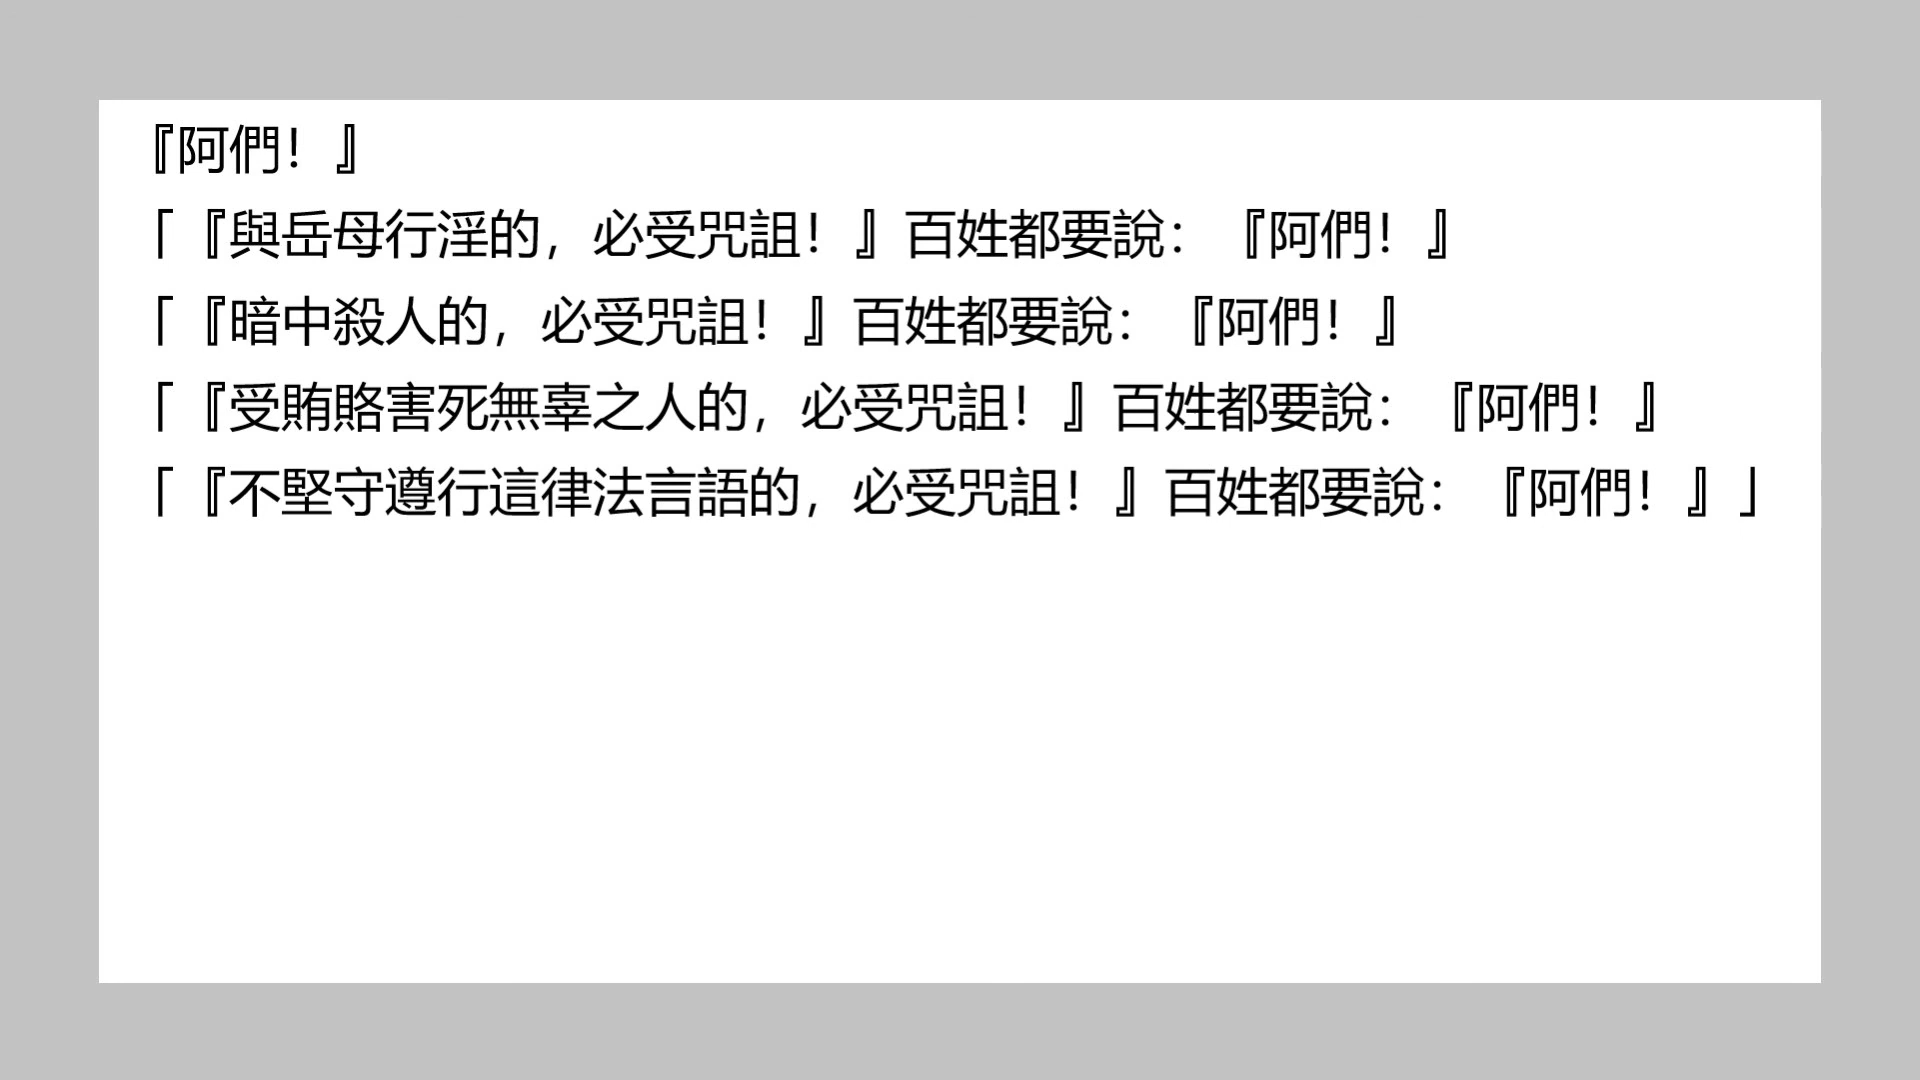 『阿們！』
「『與岳母行淫的，必受咒詛！』百姓都要說：『阿們！』
「『暗中殺人的，必受咒詛！』百姓都要說：『阿們！』
「『受賄賂害死無辜之人的，必受咒詛！』百姓都要說：『阿們！』
「『不堅守遵行這律法言語的，必受咒詛！』百姓都要說：『阿們！』」